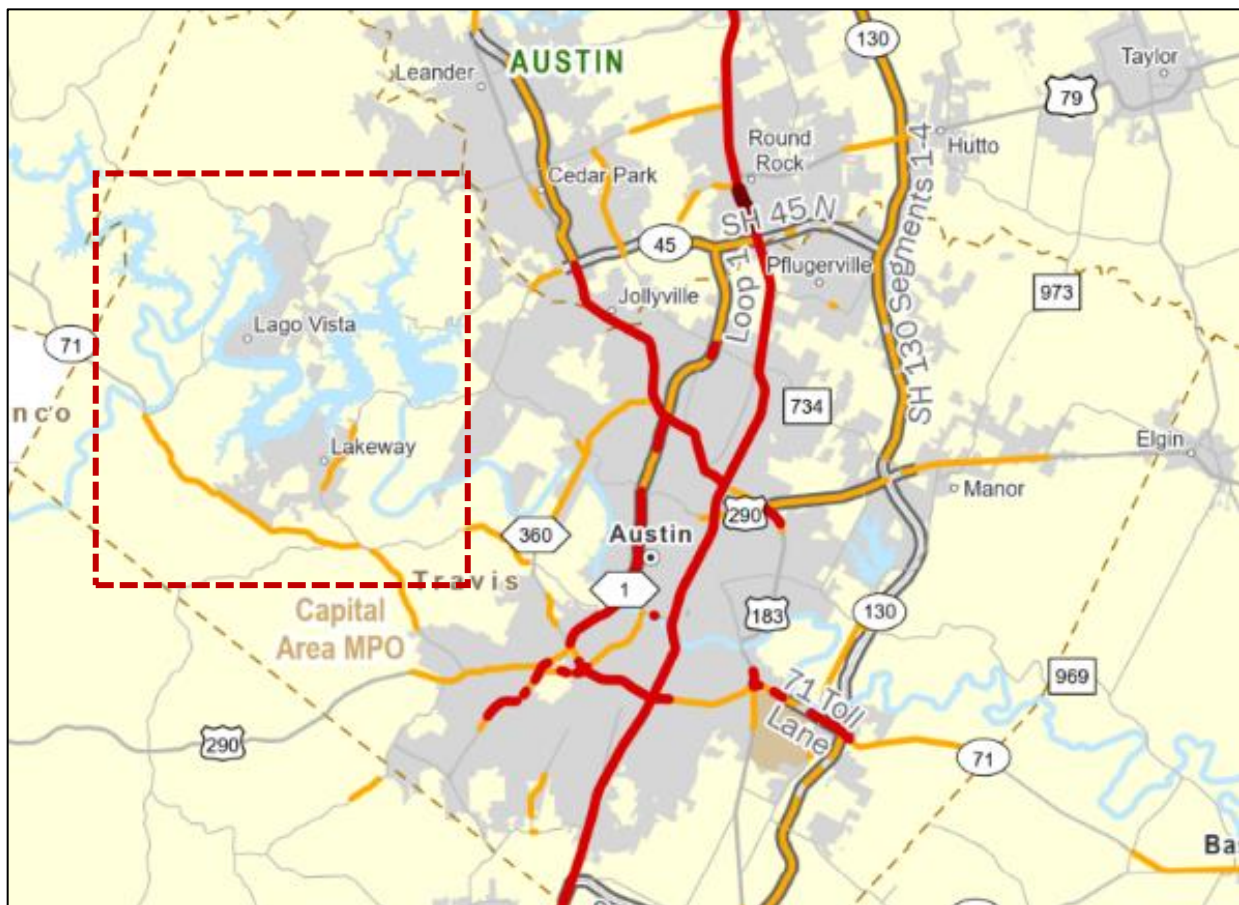 130
Taylor
AUSTIN
Leander
79
Round
Rock
Hutto
Cedar Park
SH 45 N
SH 130 Segments 1-4
45
Loop 1
Pflugerville
973
Jollyville
Lago Vista
71
734
nco
Elgin
Lakeway
Manor
290
360
Austin
Travis
1
183
130
Capital
Area MPO
969
71 Toll
Lane
290
71
Bas